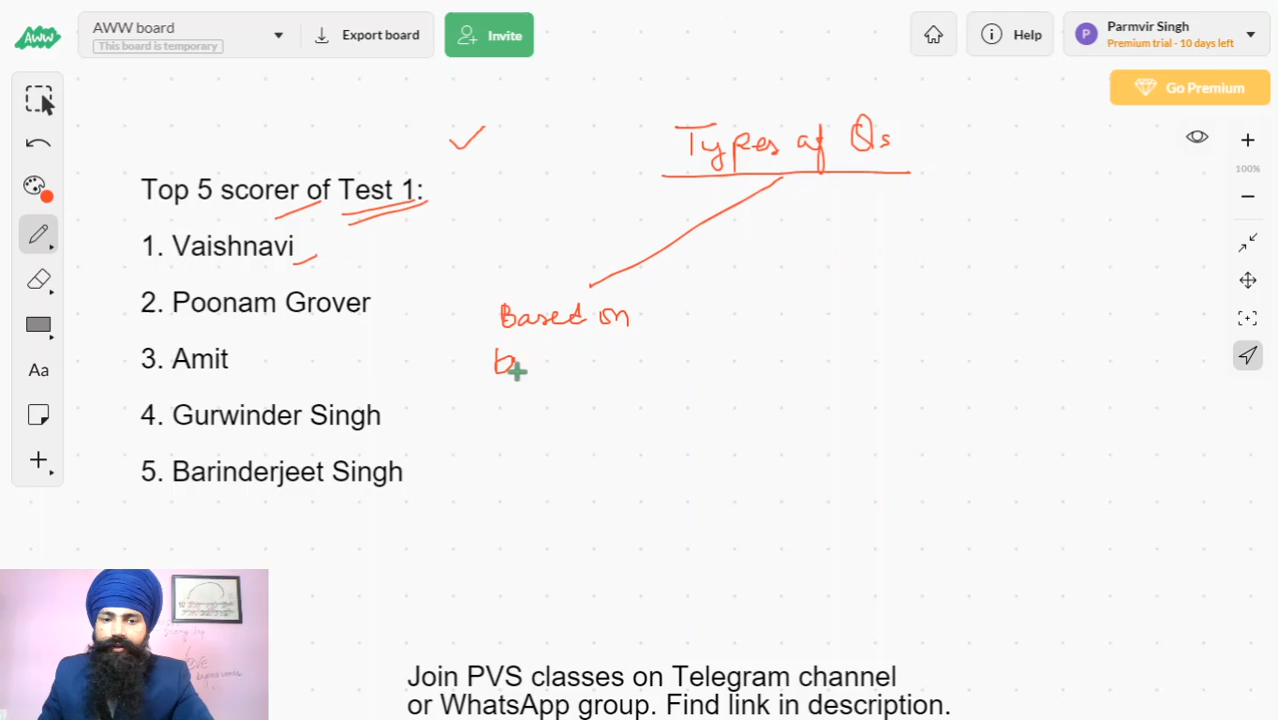 AWW
AWW board
This board is temporary
Export board
Invite
Help
P
Parmvir Singh
Premium trial - 10 days left
Go Premium
100%
Aa
Types of Qs
Top 5 scorer of Test 1:
1. Vaishnavi
2. Poonam Grover
3. Amit
4. Gurwinder Singh
5. Barinderjeet Singh
Based on
b
Love
Join PVS classes on Telegram channel
or WhatsApp group. Find link in description.